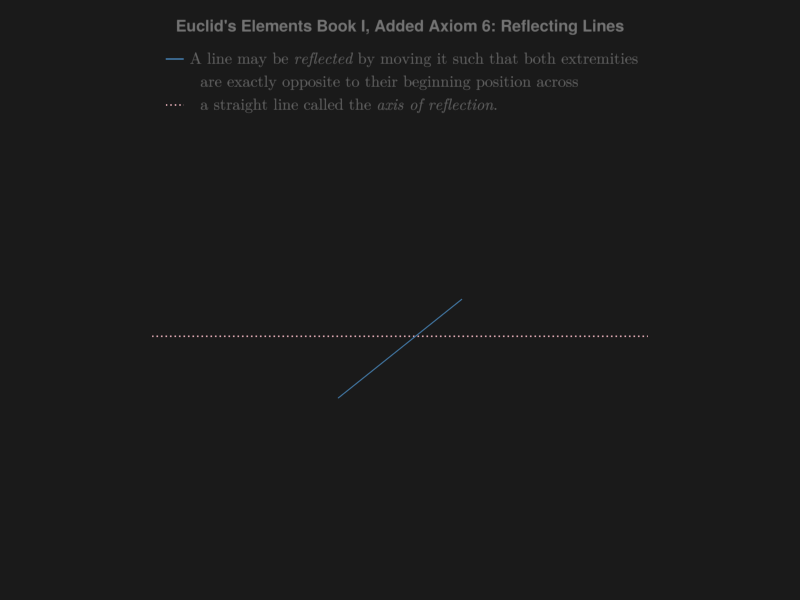 Euclid's Elements Book I, Added Axiom 6: Reflecting Lines
A line may be reflected by moving it such that both extremities
are exactly opposite to their beginning position across
a straight line called the axis of reflection.